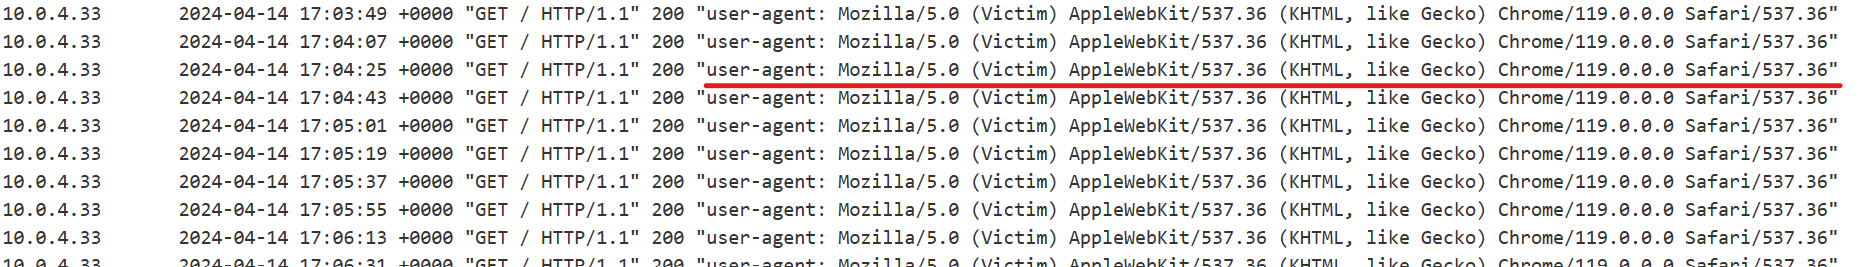 10.0.4.33 2024-04-14 17:03:49 +0000 "GET / HTTP/1.1" 200 "user-agent: Mozilla/5.0 (Victim) AppleWebKit/537.36 (KHTML, like Gecko) Chrome/119.0.0.0 Safari/537.36"
10.0.4.33 2024-04-14 17:04:07 +0000 "GET / HTTP/1.1" 200 "user-agent: Mozilla/5.0 (Victim) AppleWebKit/537.36 (KHTML, like Gecko) Chrome/119.0.0.0 Safari/537.36"
10.0.4.33 2024-04-14 17:04:25 +0000 "GET / HTTP/1.1" 200 "user-agent: Mozilla/5.0 (Victim) AppleWebKit/537.36 (KHTML, like Gecko) Chrome/119.0.0.0 Safari/537.36"
10.0.4.33 2024-04-14 17:04:43 +0000 "GET / HTTP/1.1" 200 "user-agent: Mozilla/5.0 (Victim) AppleWebKit/537.36 (KHTML, like Gecko) Chrome/119.0.0.0 Safari/537.36"
10.0.4.33 2024-04-14 17:05:01 +0000 "GET / HTTP/1.1" 200 "user-agent: Mozilla/5.0 (Victim) AppleWebKit/537.36 (KHTML, like Gecko) Chrome/119.0.0.0 Safari/537.36"
10.0.4.33 2024-04-14 17:05:19 +0000 "GET / HTTP/1.1" 200 "user-agent: Mozilla/5.0 (Victim) AppleWebKit/537.36 (KHTML, like Gecko) Chrome/119.0.0.0 Safari/537.36"
10.0.4.33 2024-04-14 17:05:37 +0000 "GET / HTTP/1.1" 200 "user-agent: Mozilla/5.0 (Victim) AppleWebKit/537.36 (KHTML, like Gecko) Chrome/119.0.0.0 Safari/537.36"
10.0.4.33 2024-04-14 17:05:55 +0000 "GET / HTTP/1.1" 200 "user-agent: Mozilla/5.0 (Victim) AppleWebKit/537.36 (KHTML, like Gecko) Chrome/119.0.0.0 Safari/537.36"
10.0.4.33 2024-04-14 17:06:13 +0000 "GET / HTTP/1.1" 200 "user-agent: Mozilla/5.0 (Victim) AppleWebKit/537.36 (KHTML, like Gecko) Chrome/119.0.0.0 Safari/537.36"
10.0.4.33 2024-04-14 17:06:31 +0000 "GET / HTTP/1.1" 200 "user-agent: Mozilla/5.0 (Victim) AppleWebKit/537.36 (KHTML, like Gecko) Chrome/119.0.0.0 Safari/537.36"